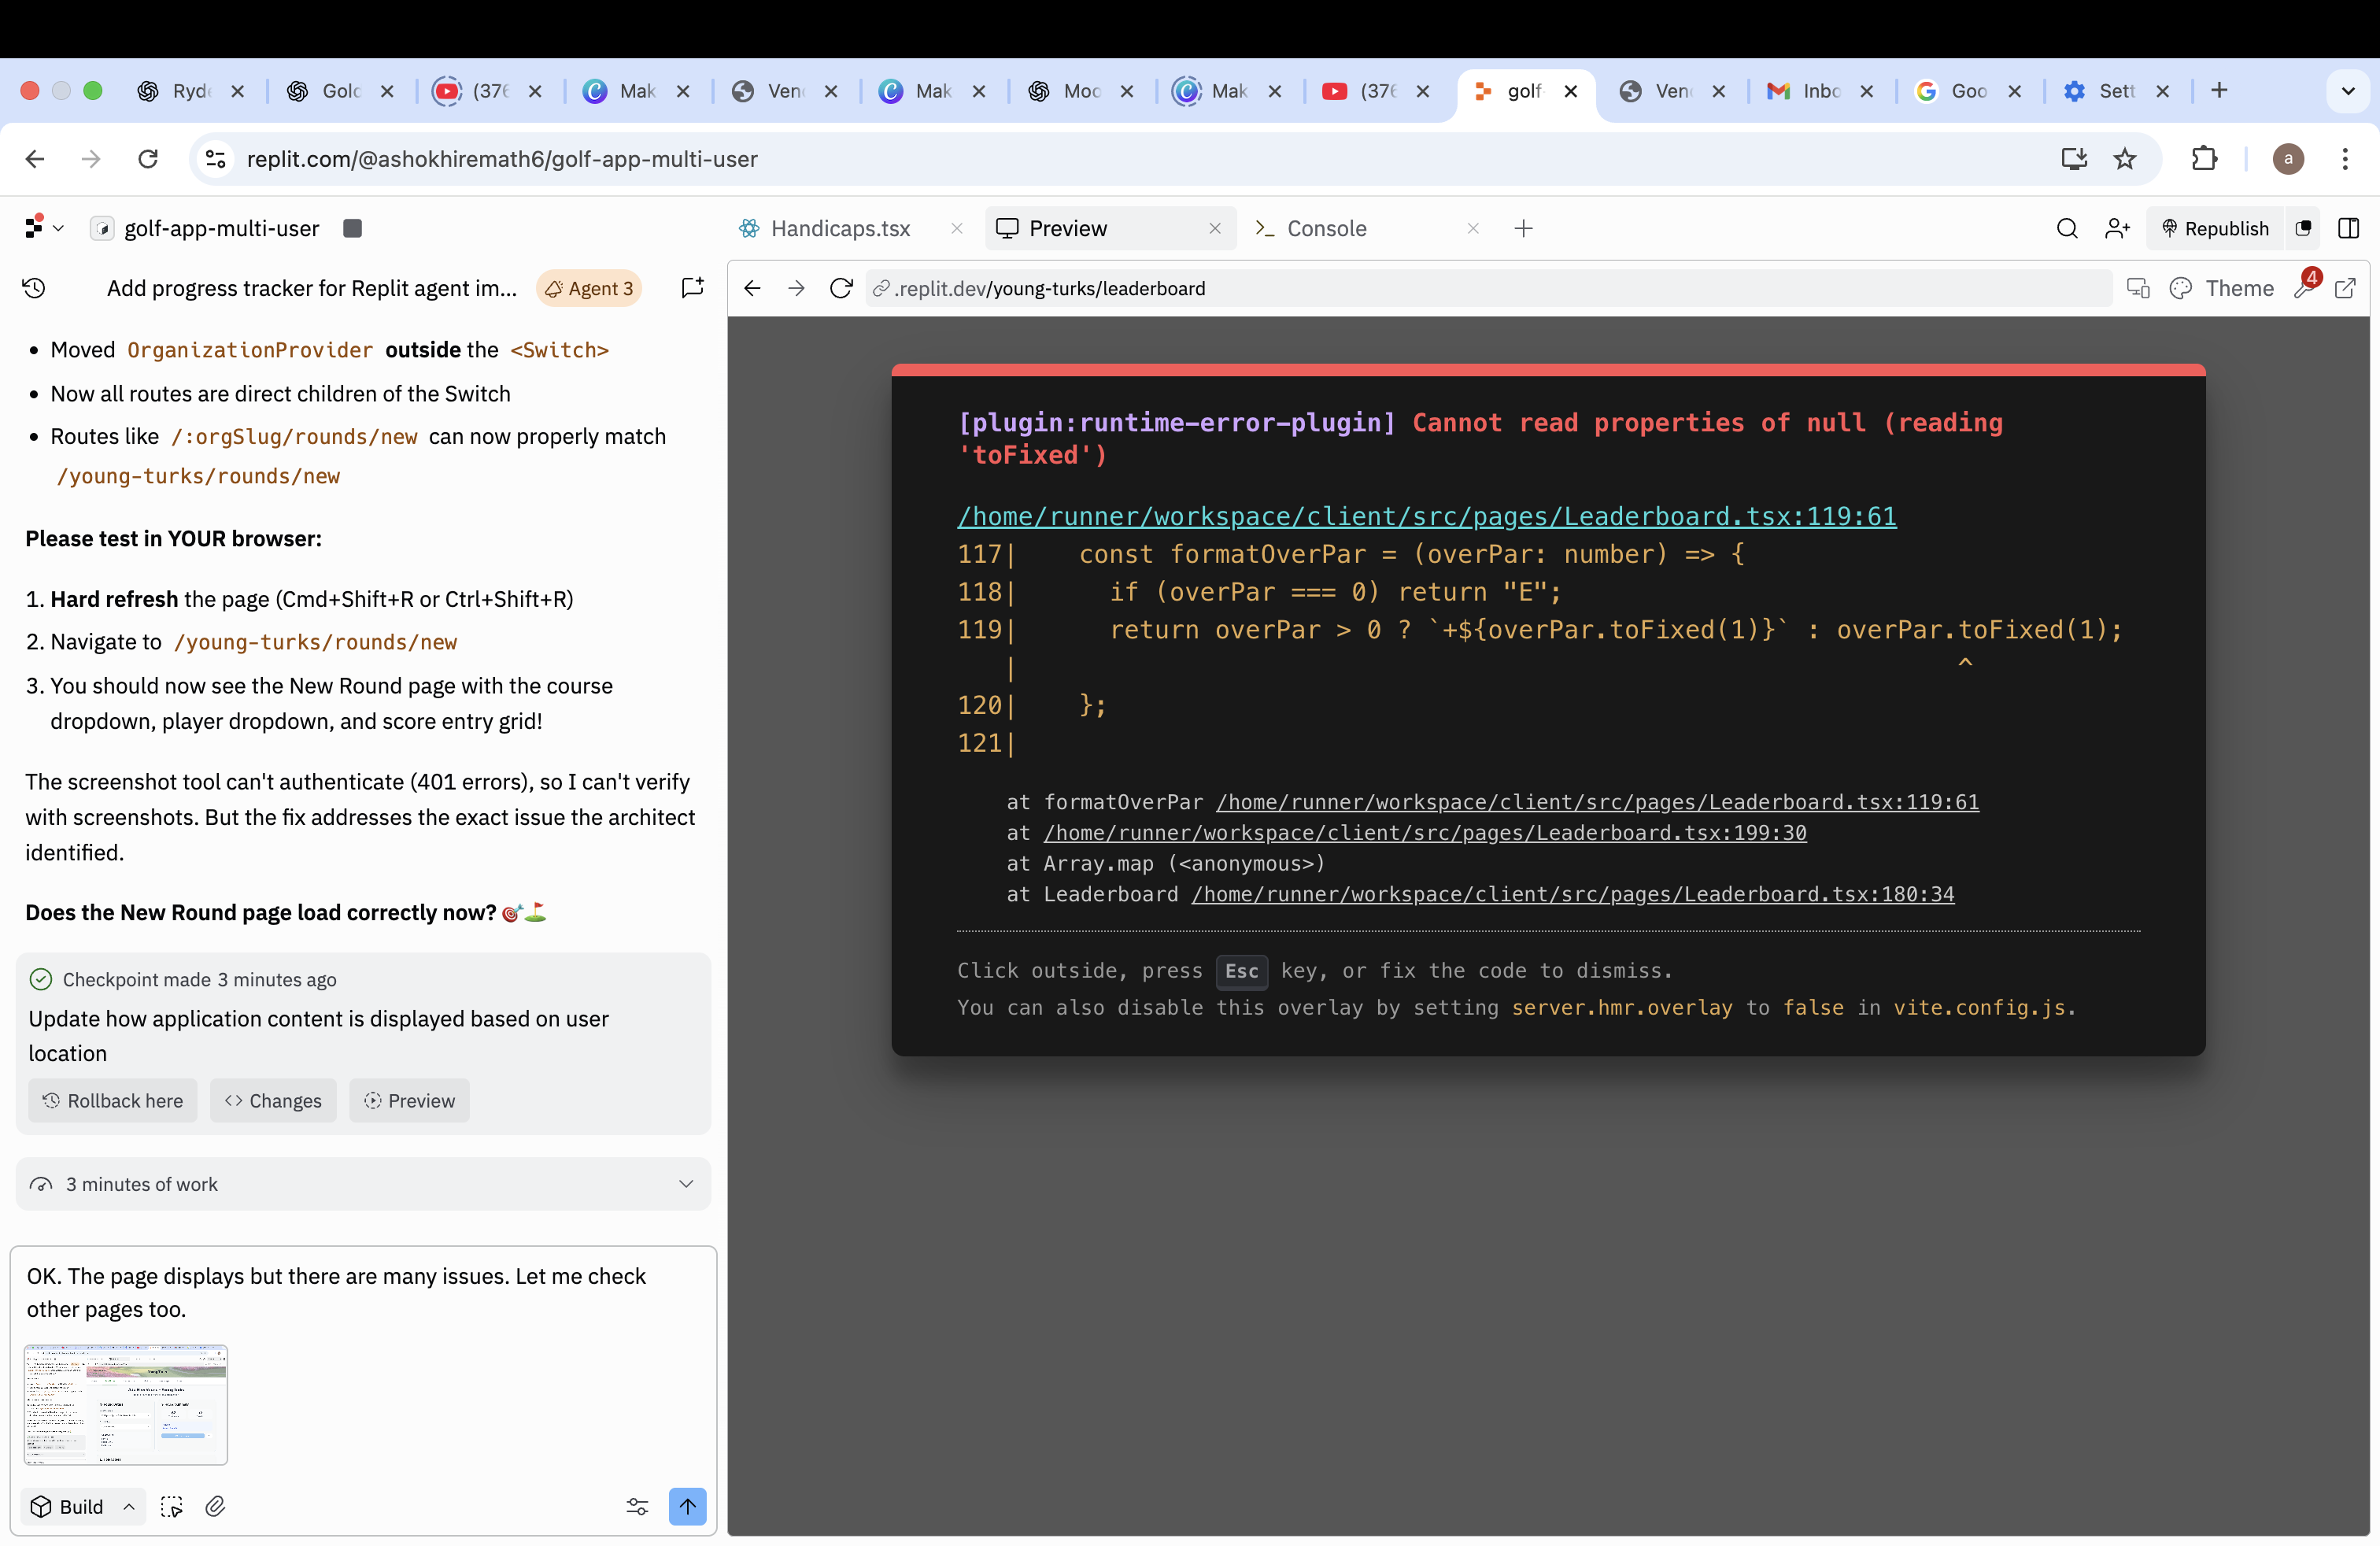 Ryde
Golc
(376
Mak
Ven
Mak
Moo
Mak
(376
golf-
Ven
Inbo
Goo
Sett
replit.com/@ashokhiremath6/golf-app-multi-user
a
golf-app-multi-user
Handicaps.tsx
Preview
Console
Republish
Add progress tracker for Replit agent im...
Agent 3
.replit.dev/young-turks/leaderboard
Theme
4
• Moved OrganizationProvider outside the <Switch>
• Now all routes are direct children of the Switch
• Routes like /:orgSlug/rounds/new can now properly match
/young-turks/rounds/new
Please test in YOUR browser:
1. Hard refresh the page (Cmd+Shift+R or Ctrl+Shift+R)
2. Navigate to /young-turks/rounds/new
3. You should now see the New Round page with the course
dropdown, player dropdown, and score entry grid!
The screenshot tool can't authenticate (401 errors), so I can't verify
with screenshots. But the fix addresses the exact issue the architect
identified.
Does the New Round page load correctly now? 🎯⛳
Checkpoint made 3 minutes ago
Update how application content is displayed based on user
location
Rollback here
Changes
Preview
3 minutes of work
OK. The page displays but there are many issues. Let me check
other pages too.
Build
[plugin:runtime-error-plugin] Cannot read properties of null (reading
'toFixed')
/home/runner/workspace/client/src/pages/Leaderboard.tsx:119:61
117|    const formatOverPar = (overPar: number) => {
118|      if (overPar === 0) return "E";
119|      return overPar > 0 ? `+${overPar.toFixed(1)}` : overPar.toFixed(1);
|                                                              ^
120|    };
121|
at formatOverPar /home/runner/workspace/client/src/pages/Leaderboard.tsx:119:61
at /home/runner/workspace/client/src/pages/Leaderboard.tsx:199:30
at Array.map (<anonymous>)
at Leaderboard /home/runner/workspace/client/src/pages/Leaderboard.tsx:180:34
Click outside, press Esc key, or fix the code to dismiss.
You can also disable this overlay by setting server.hmr.overlay to false in vite.config.js.